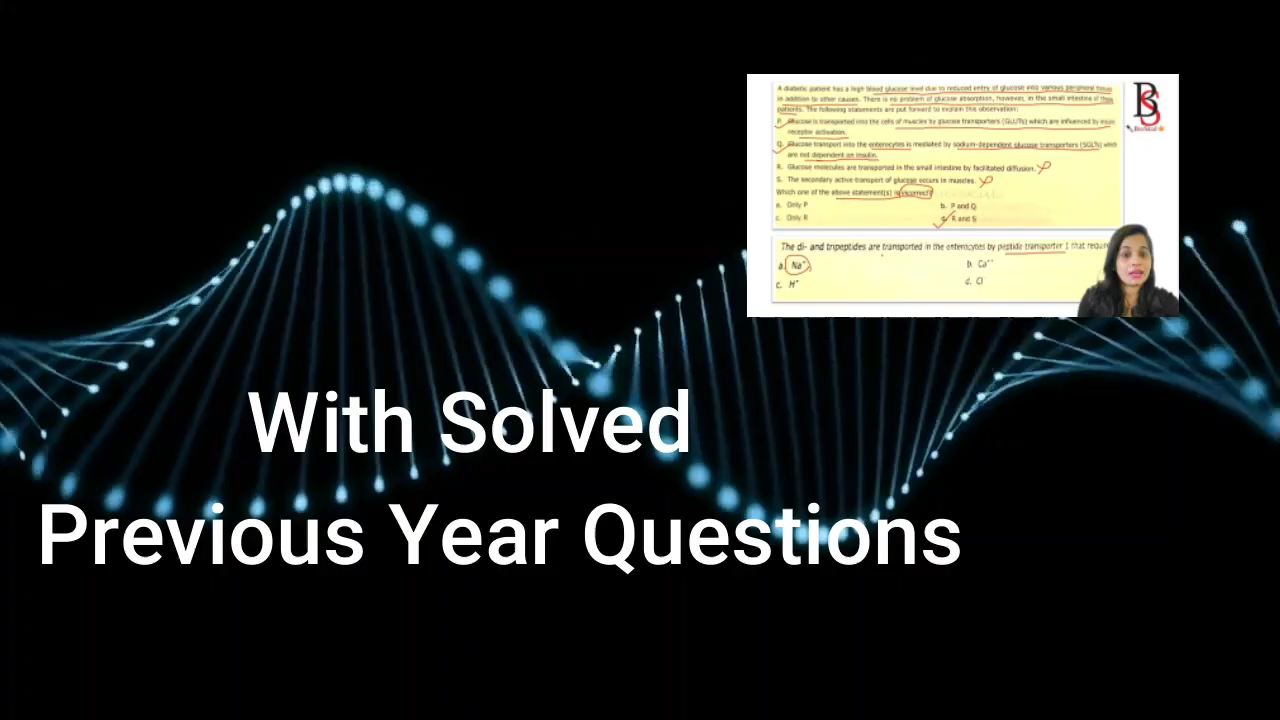 A diabetic patient has a high blood glucose level due to reduced entry of glucose into various peripheral tissue
in addition to other causes. There is no problem of glucose absorption, however, in the small intestine of these
patients. The following statements are put forward to explain this observation:
P. Glucose is transported into the cells of muscles by glucose transporters (GLUTs) which are influenced by
receptor activation.
Q. Glucose transport into the enterocytes is mediated by sodium-dependent glucose transporters (SGLTs) which
are not dependent on insulin.
R. Glucose molecules are transported in the small intestine by facilitated diffusion.
S. The secondary active transport of glucose occurs in muscles.
Which one of the above statement(s) is incorrect?
a. Only P b. P and Q
c. Only R d. R and S
The di- and tripeptides are transported in the enterocytes by peptide transporter 1 that
a. Na⁺ b. Ca⁺⁺
c. H⁺ d. Cl
BS
With Solved
Previous Year Questions